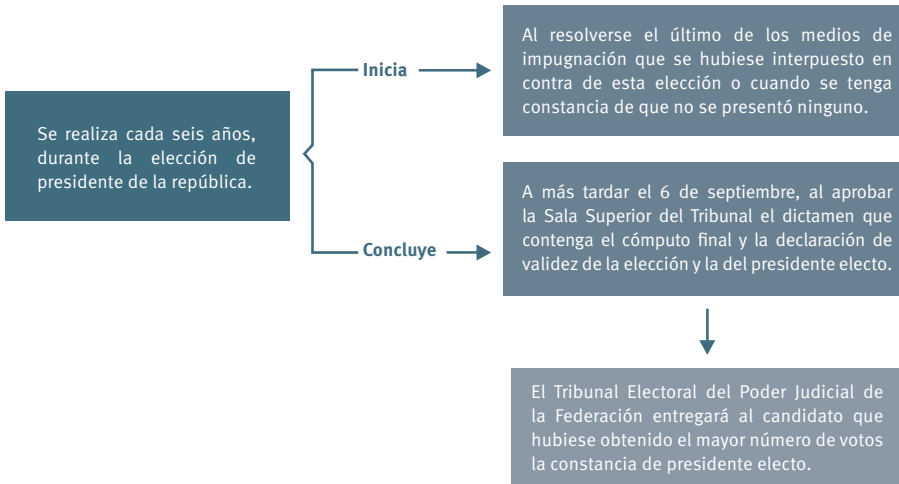 Se realiza cada seis años,
durante la elección de
presidente de la república.
Inicia
Al resolverse el último de los medios de
impugnación que se hubiese interpuesto en
contra de esta elección o cuando se tenga
constancia de que no se presentó ninguno.
Concluye
A más tardar el 6 de septiembre, al aprobar
la Sala Superior del Tribunal el dictamen que
contenga el cómputo final y la declaración de
validez de la elección y la del presidente electo.
El Tribunal Electoral del Poder Judicial de
la Federación entregará al candidato que
hubiese obtenido el mayor número de votos
la constancia de presidente electo.